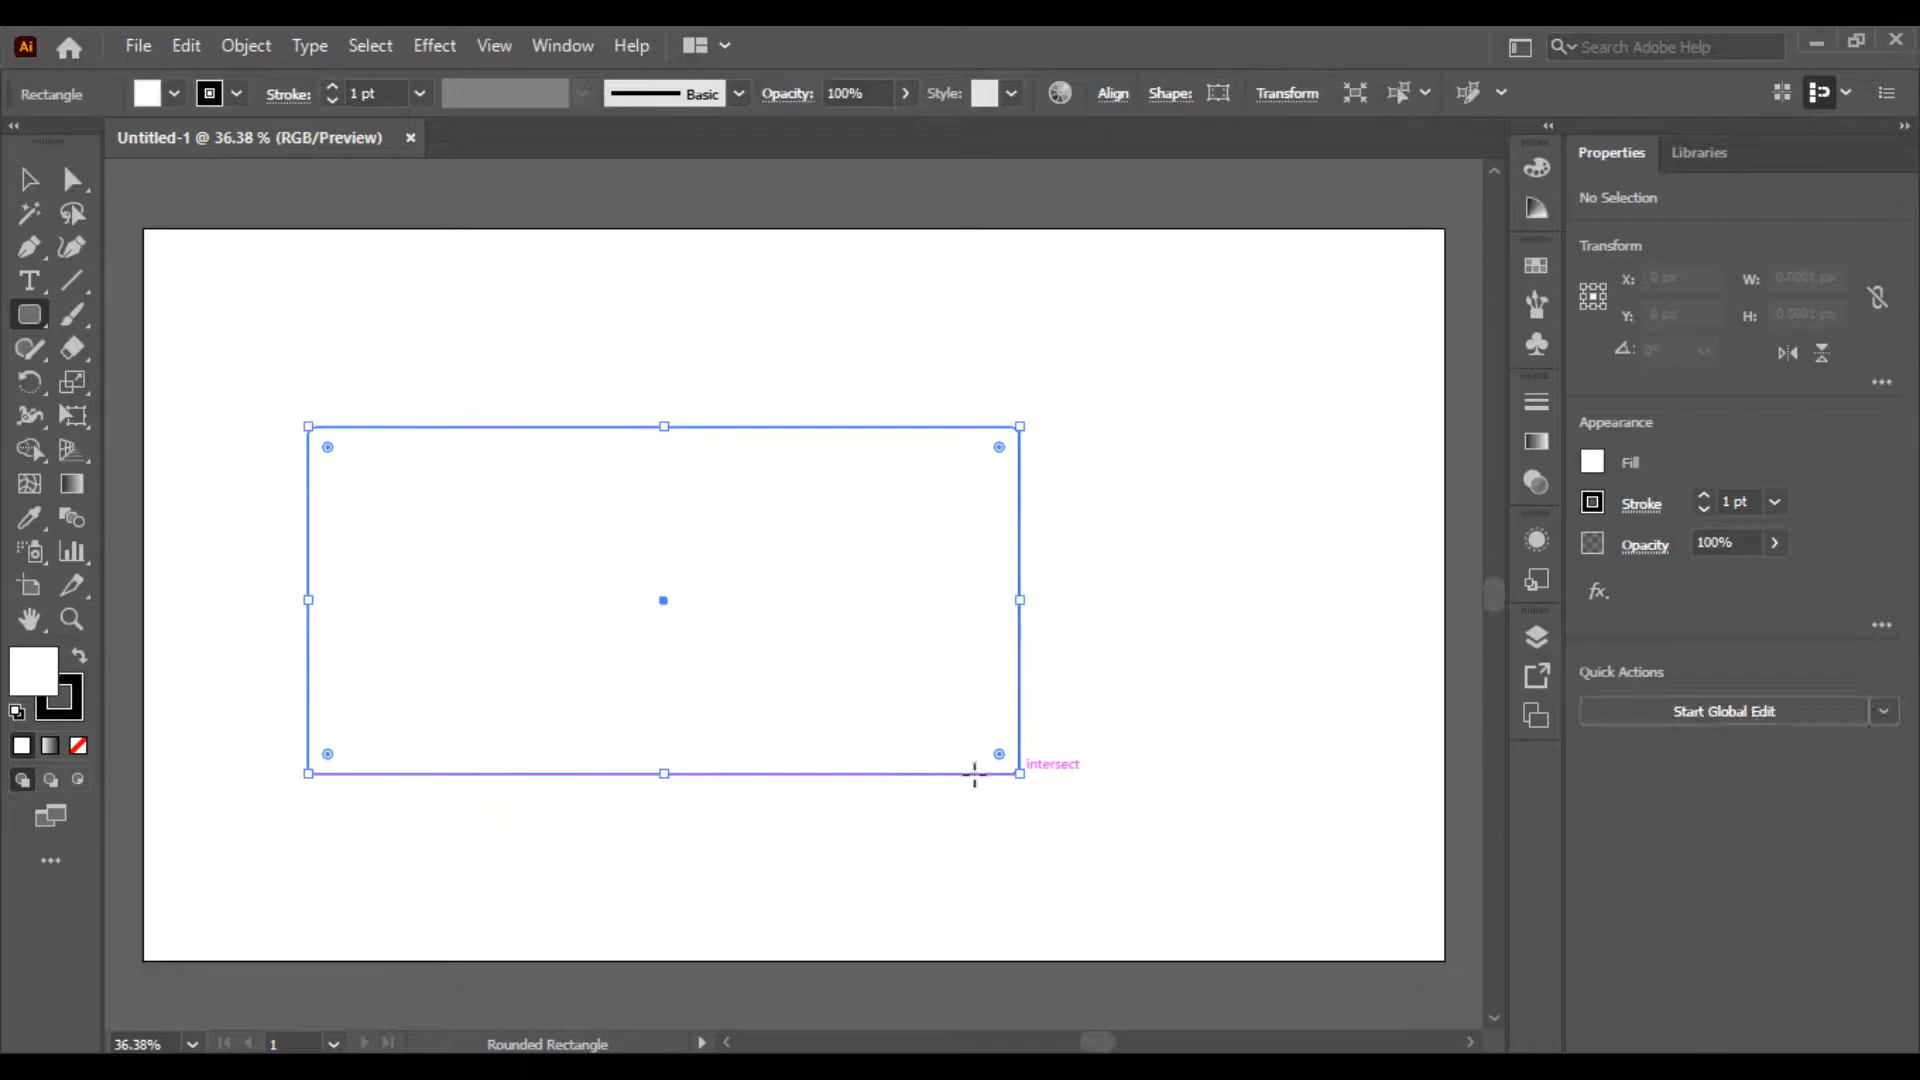 Ai File Edit Object Type Select Effect View Window Help Search Adobe Help
Rectangle Stroke: 1 pt Basic Opacity: 100% Style: Align Shape: Transform
Untitled-1 @ 36.38 % (RGB/Preview)
Properties Libraries
No Selection
Transform
X: 0 px W: 0.0001 px
Y: 0 px H: 0.0001 px
Appearance
Fill
Stroke 1 pt
Opacity 100%
fx.
intersect
Quick Actions
Start Global Edit
36.38% 1 Rounded Rectangle